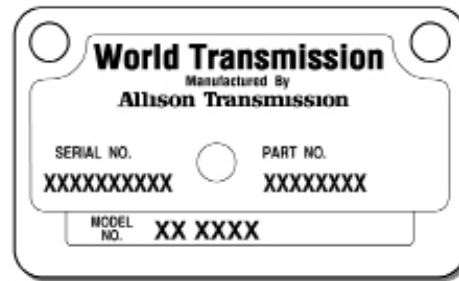 World Transmission
Manufactured By
Allison Transmission
SERIAL NO. PART NO.
XXXXXXXXXX XXXXXXXX
MODEL NO. XX XXXX